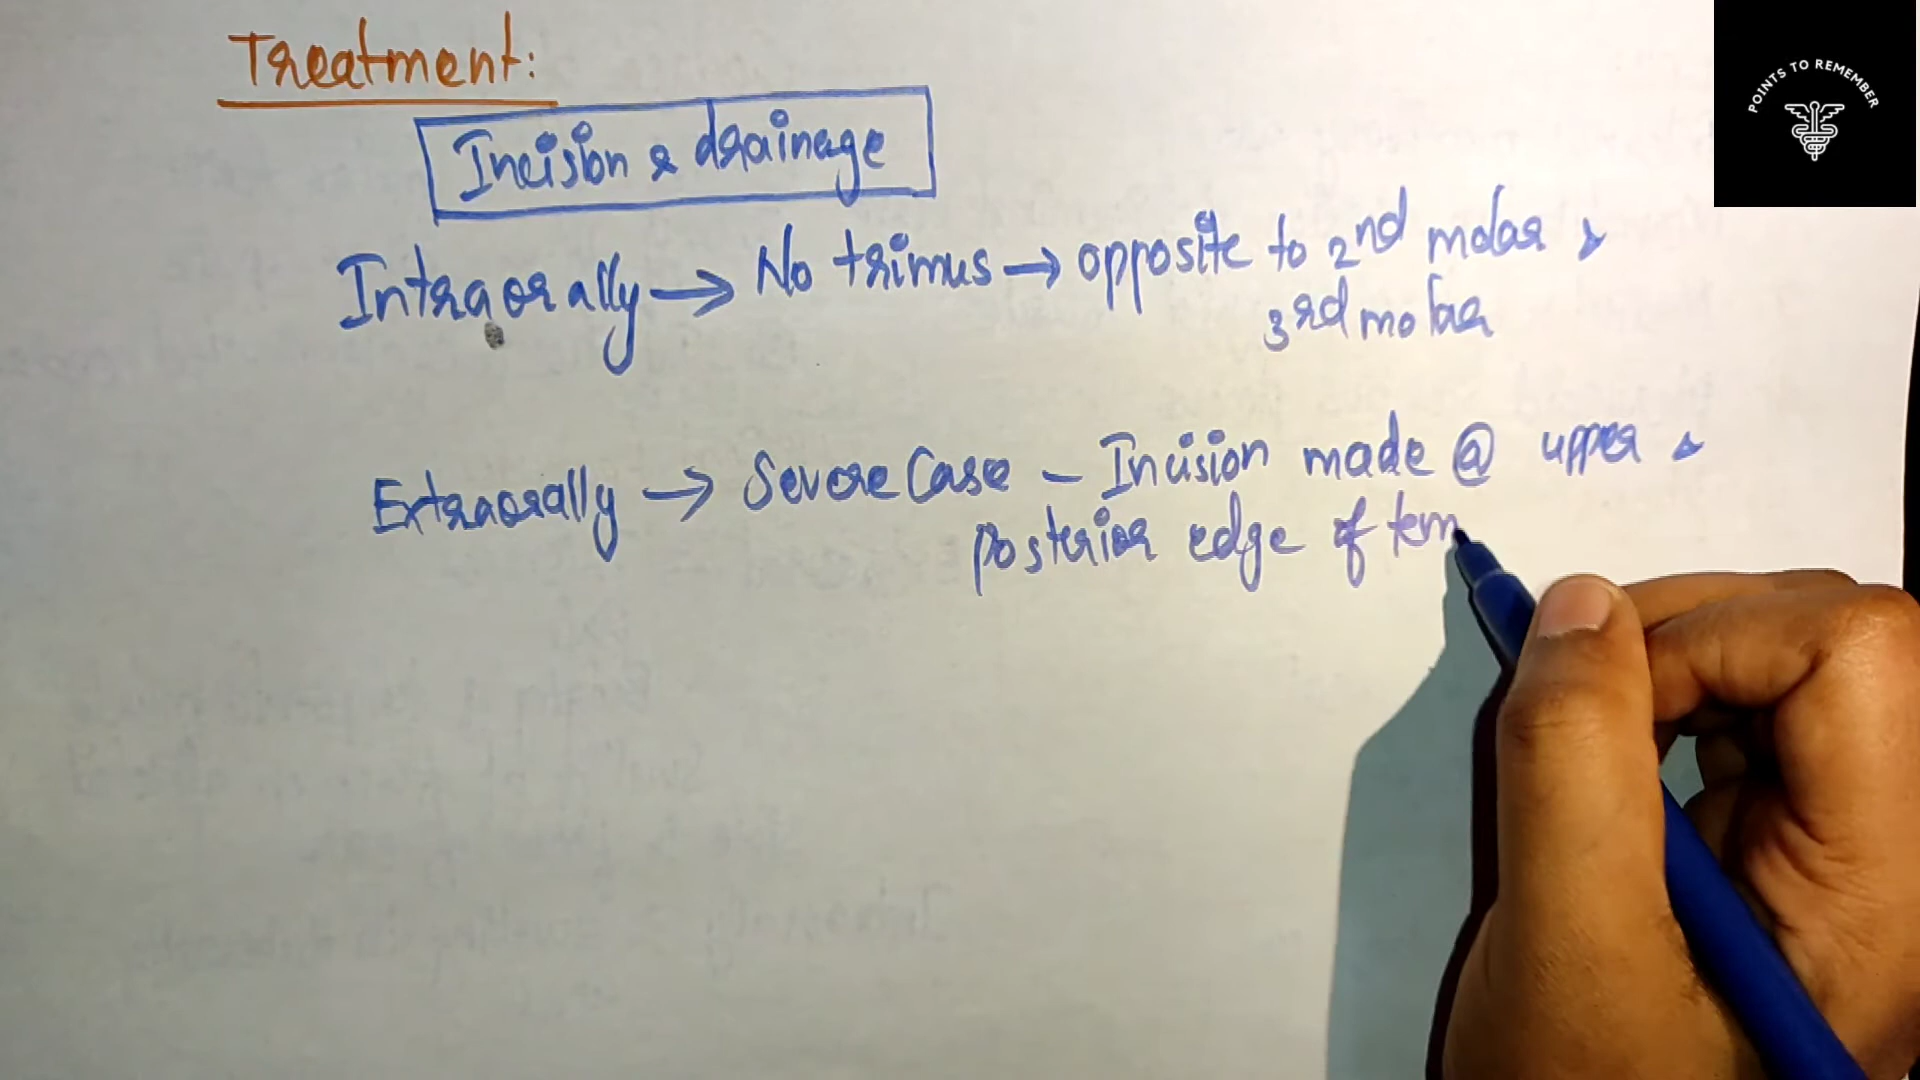 Treatment:
Incision & drainage
Intraorally → No trimus → opposite to 2nd molar &
3rd molar
Extraorally → Severe Case - Incision made @ upper &
posterior edge of tem
POINTS TO REMEMBER